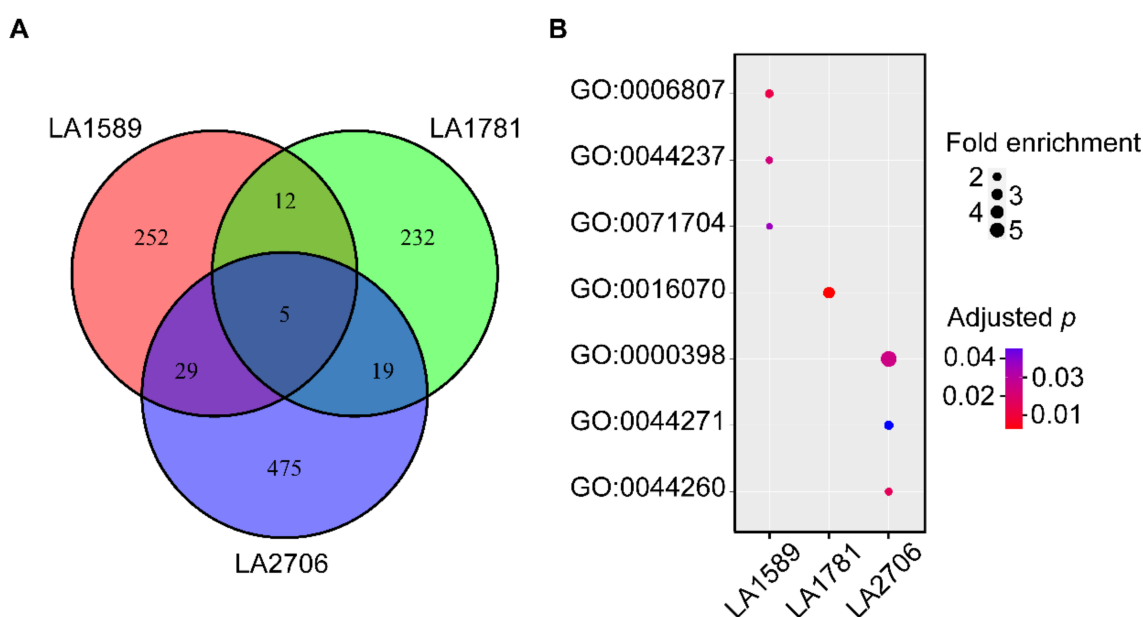 A
LA1589
LA1781
12
252
232
5
29
19
475
LA2706
B
GO:0006807
GO:0044237
GO:0071704
GO:0016070
GO:0000398
GO:0044271
GO:0044260
LA1589
LA1781
LA2706
Fold enrichment
2
3
4
5
Adjusted p
0.04
0.03
0.02
0.01